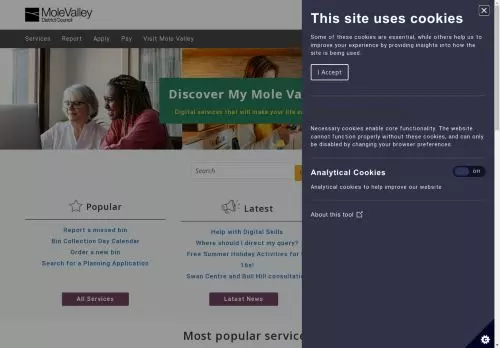 MoleValley
District Council
Services Report Apply Pay Visit Mole Valley
Discover My Mole Va
Digital services that will make your life e
Search
Popular
Report a missed bin
Bin Collection Day Calendar
Order a new bin
Search for a Planning Application
All Services
Latest
Help with Digital Skills
Where should I direct my query?
Free Summer Holiday Activities for
16s!
Swan Centre and Bull Hill consultation
Latest News
Most popular service
This site uses cookies
Some of these cookies are essential, while others help us
to improve your experience by providing insights into how the
site is being used.
I Accept
Necessary cookies enable core functionality. The website
cannot function properly without these cookies, and can only
be disabled by changing your browser preferences.
Analytical Cookies
Off
Analytical cookies to help improve our website
About this tool